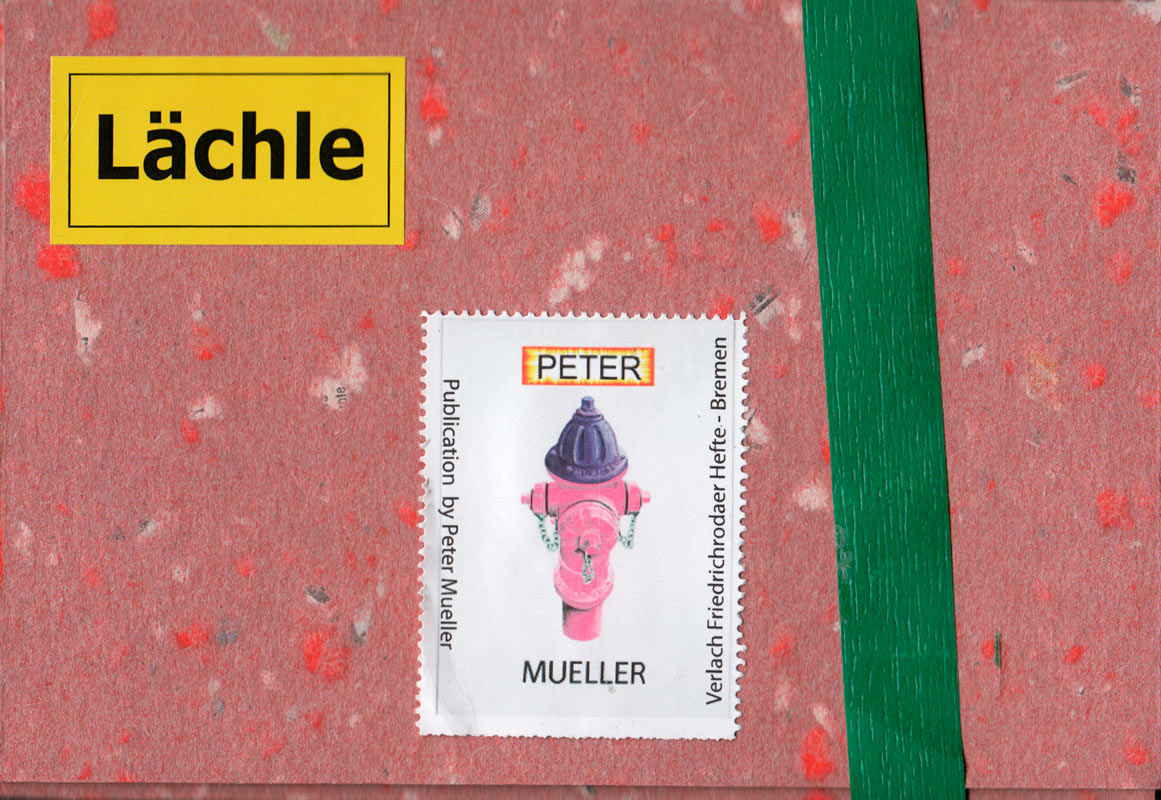 Lächle
PETER
Publication by Peter Mueller
Verlach Friedrichrodaer Hefte - Bremen
MUELLER